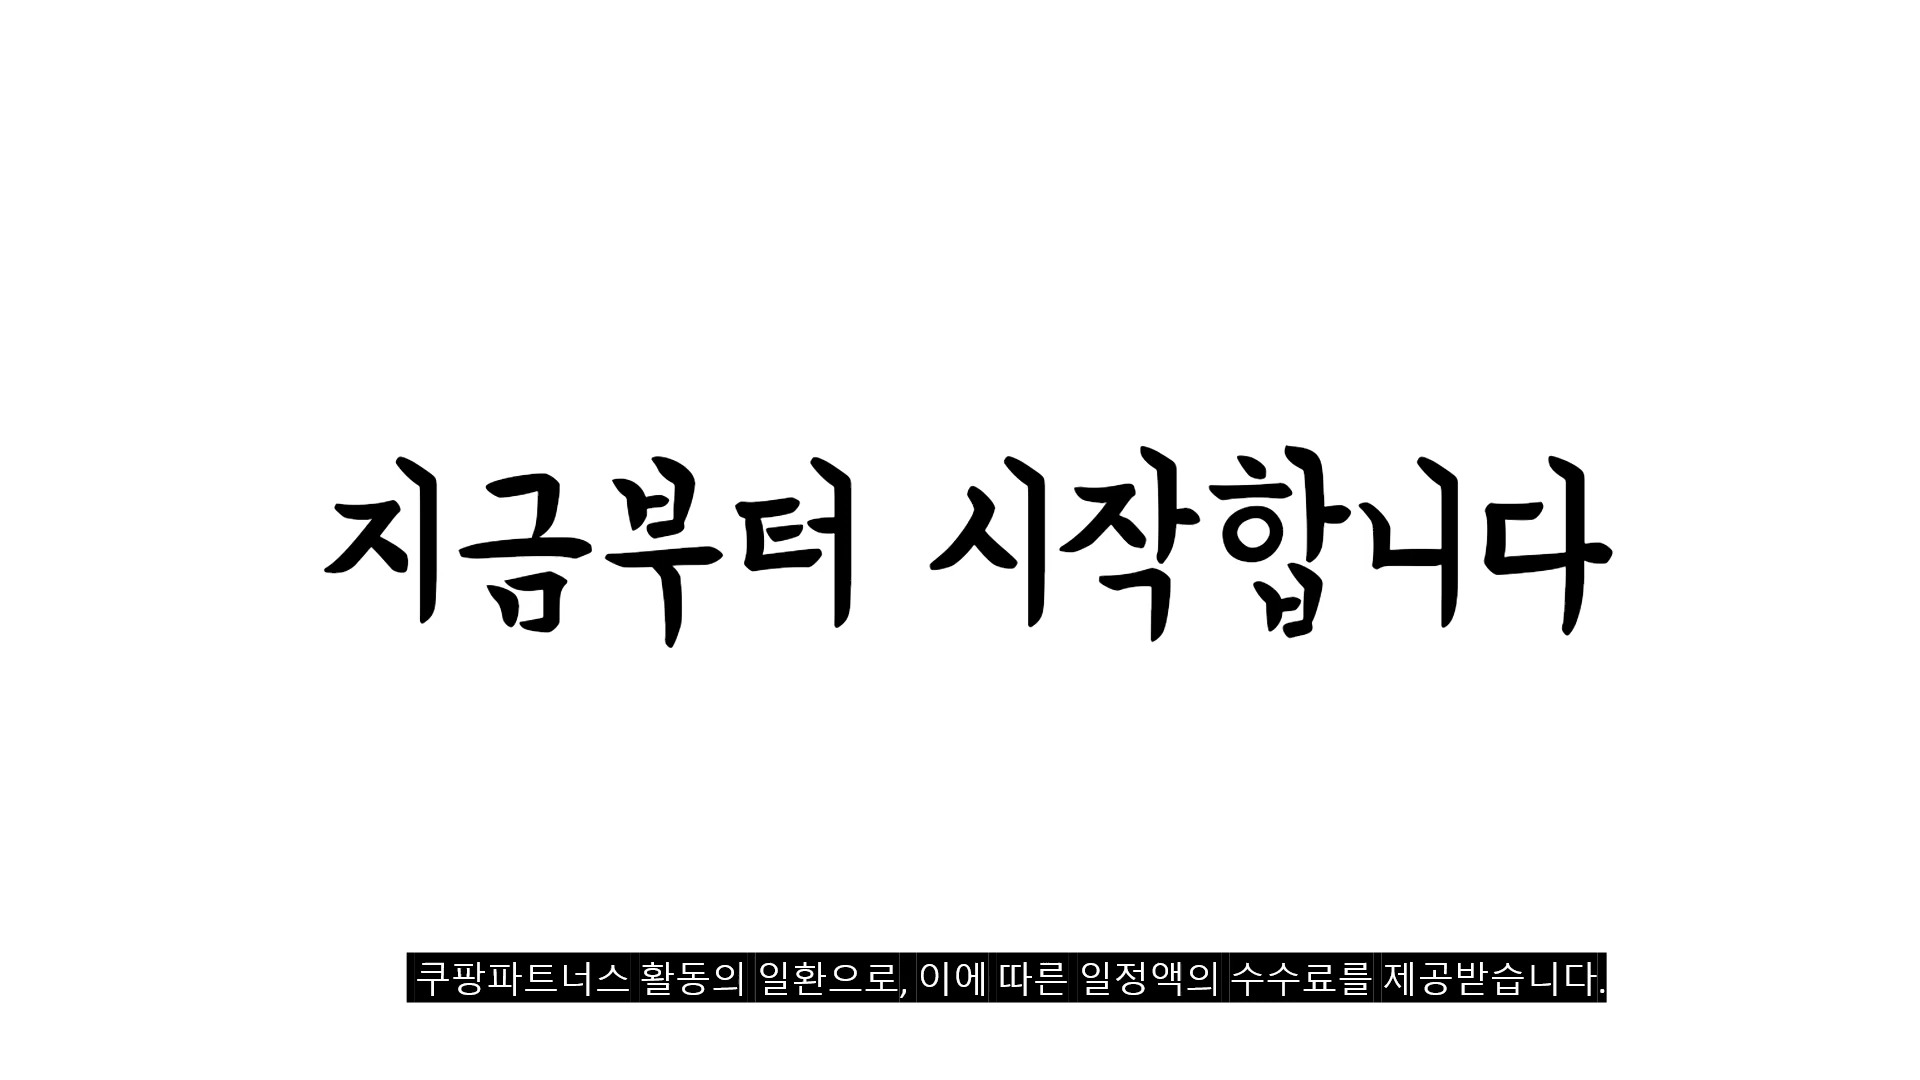 지금부터 시작합니다
쿠팡파트너스 활동의 일환으로, 이에 따른 일정액의 수수료를 제공받습니다.